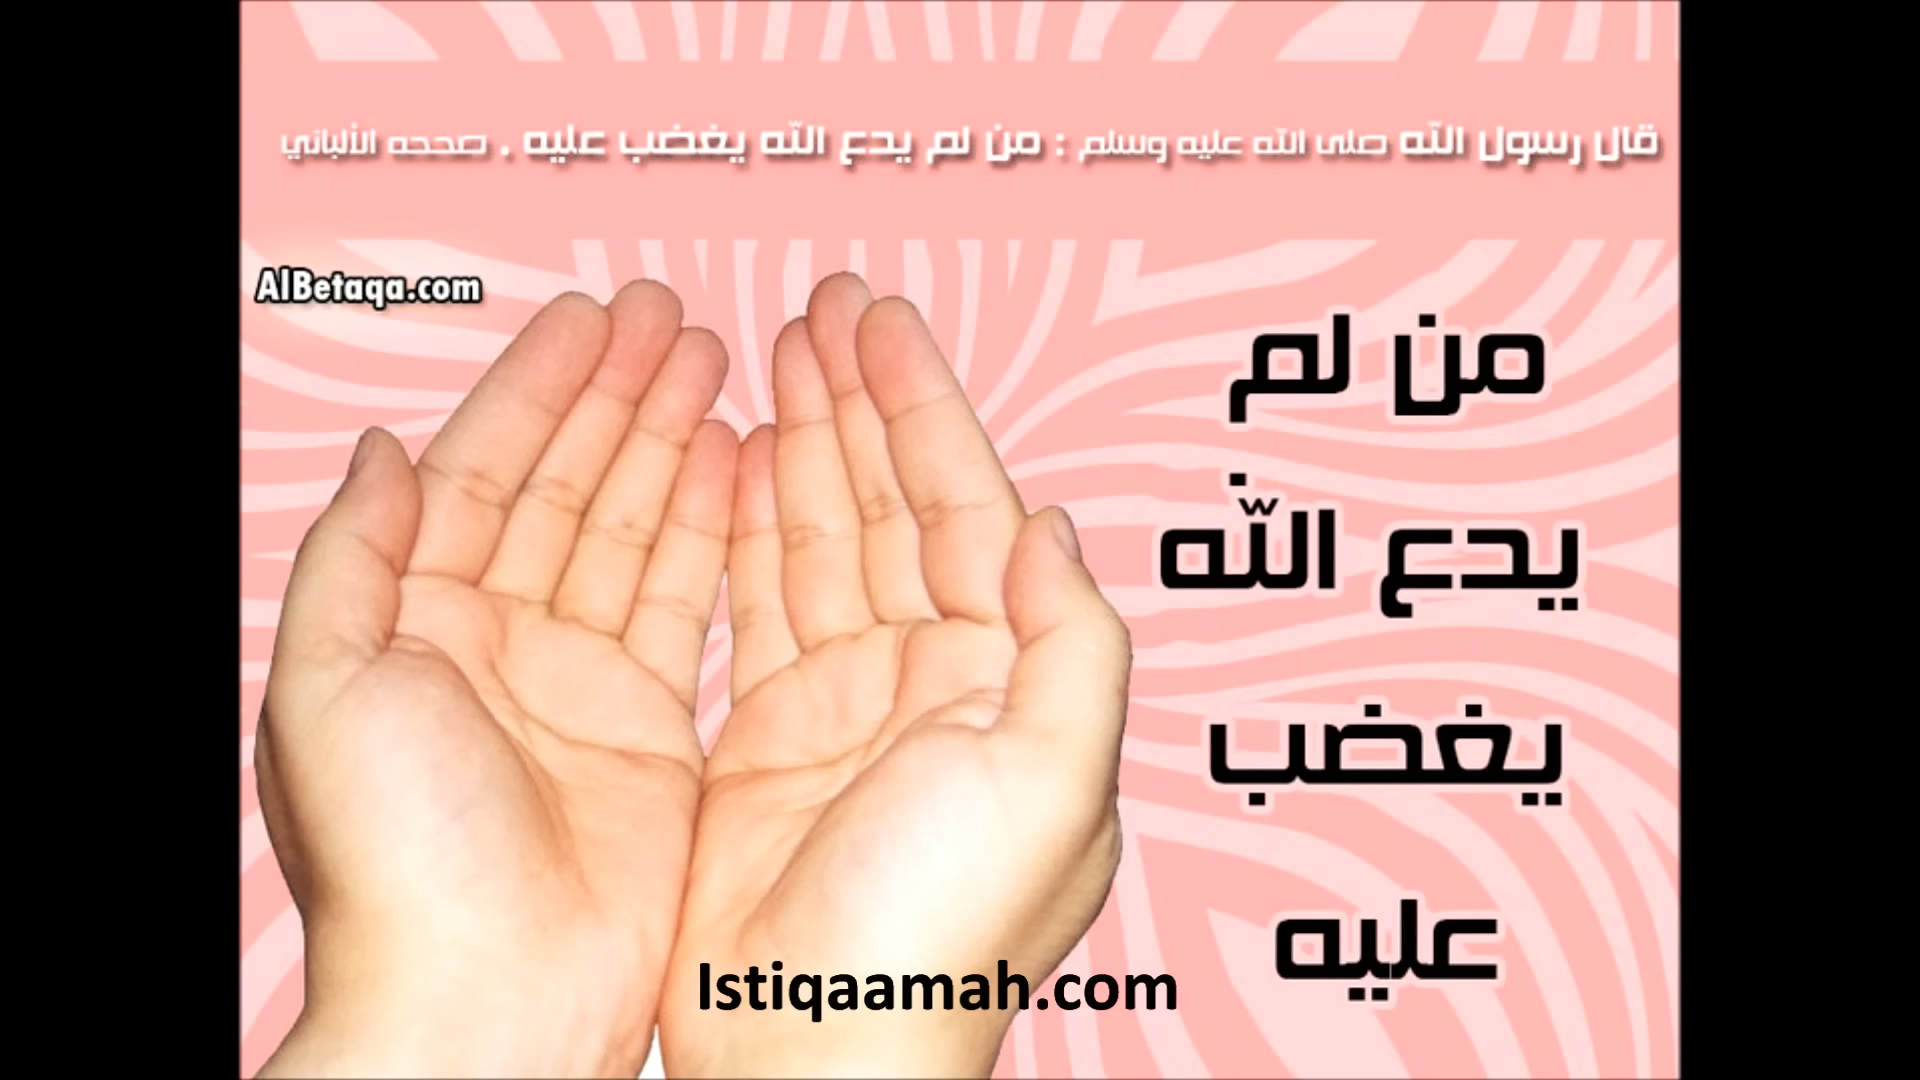 قال رسول الله صلى الله عليه وسلم : من لم يدع الله يغضب عليه . صححه الألباني
AlBetaqa.com
من لم
يدع اللّه
يغضب
عليه
Istiqaamah.com